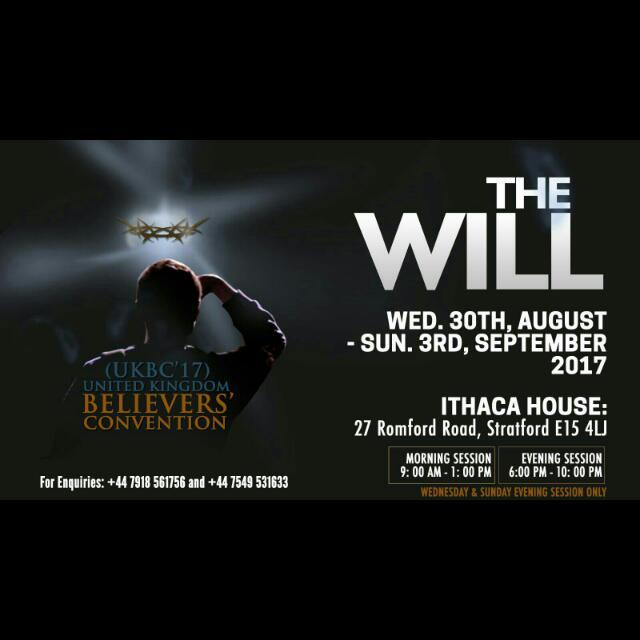 THE
WILL
WED. 30TH, AUGUST
- SUN. 3RD, SEPTEMBER
2017
(UKBC'17)
UNITED KINGDOM
BELIEVERS'
CONVENTION
ITHACA HOUSE:
27 Romford Road, Stratford E15 4LJ
MORNING SESSION
9: 00 AM - 1: 00 PM
EVENING SESSION
6:00 PM - 10: 00 PM
WEDNESDAY & SUNDAY EVENING SESSION ONLY
For Enquiries: +44 7918 561756 and +44 7549 531633